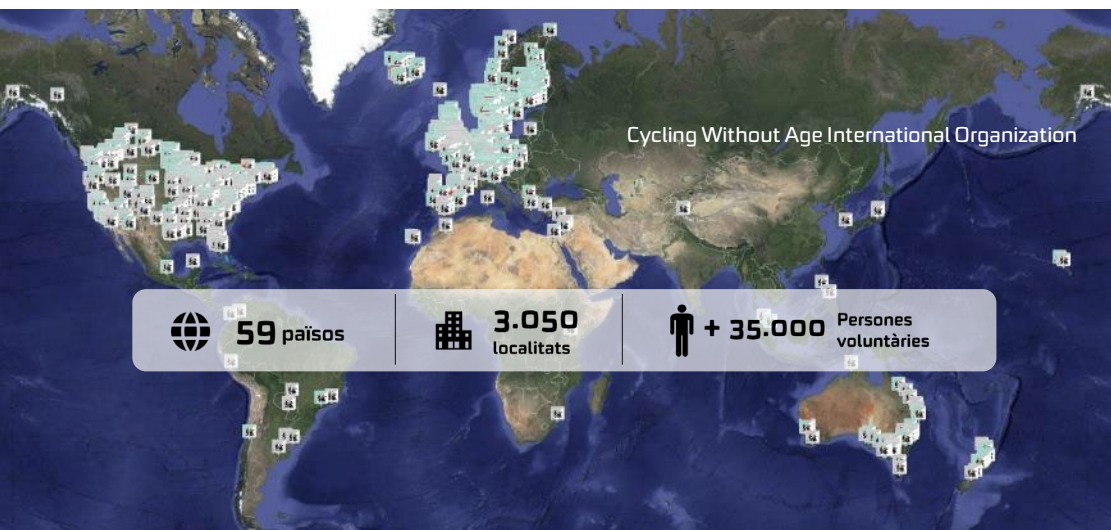 Cycling Without Age International Organization
59 països
3.050
localitats
+ 35.000 Persones
voluntàries